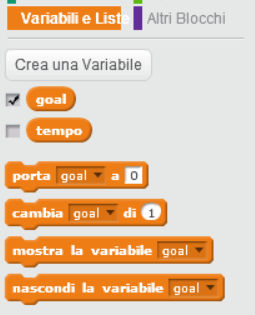 Variabili e Liste Altri Blocchi
Crea una Variabile
goal
tempo
porta goal a 0
cambia goal di 1
mostra la variabile goal
nascondi la variabile goal